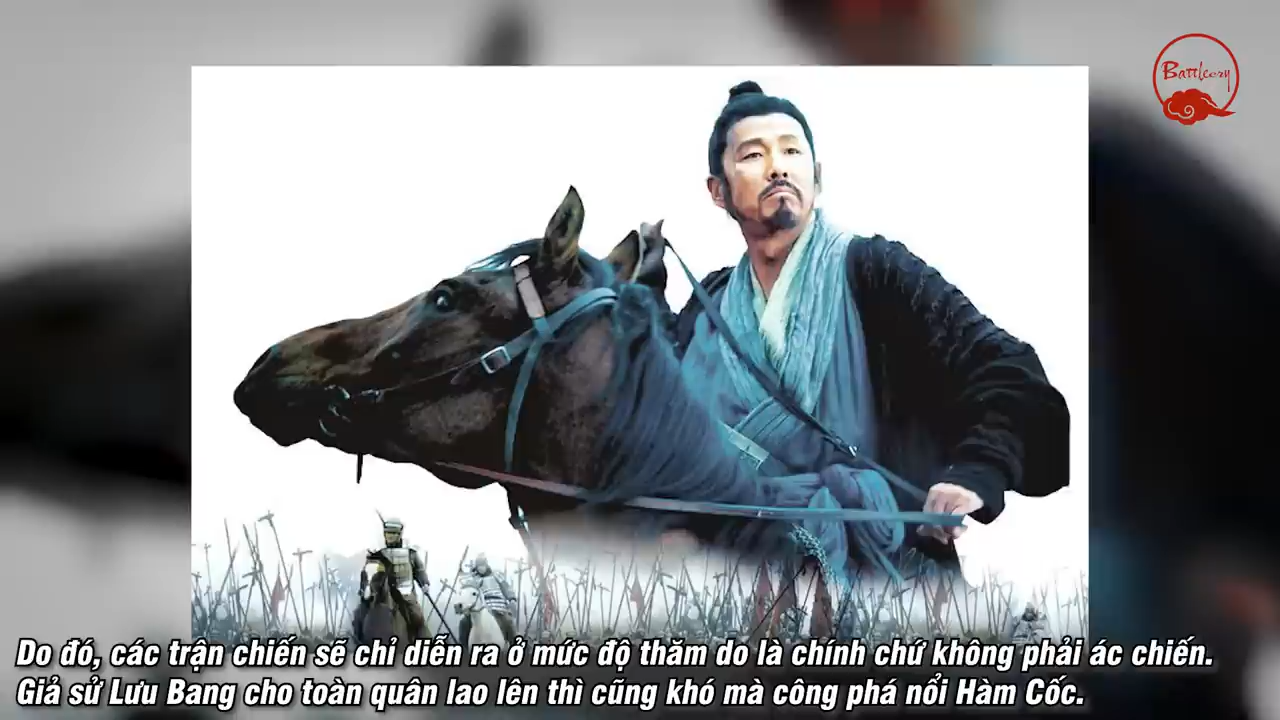 Battlecry
Do đó, các trận chiến sẽ chỉ diễn ra ở mức độ thăm do là chính chứ không phải ác chiến.
Giả sử Lưu Bang cho toàn quân lao lên thì cũng khó mà công phá nổi Hàm Cốc.